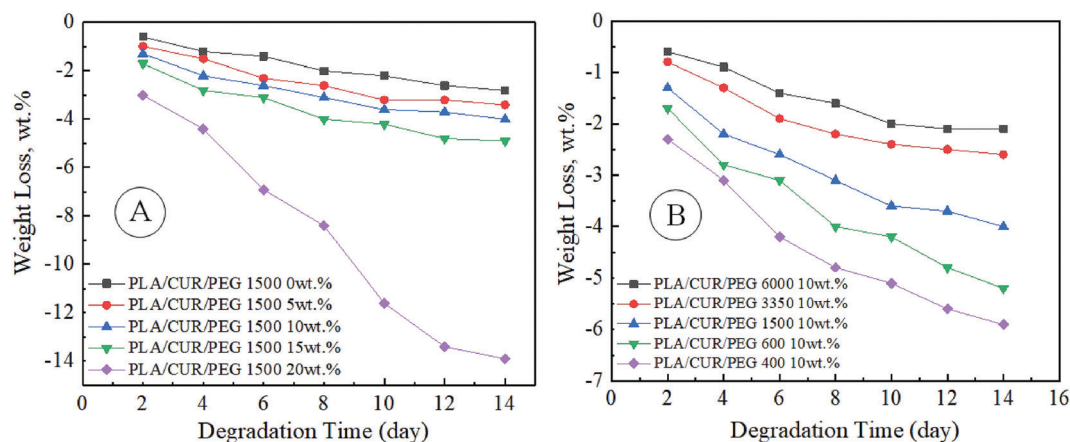 0
-2
-4
-6
-8
-10
-12
-14
Weight Loss, wt.%
A
PLA/CUR/PEG 1500 0wt.%
PLA/CUR/PEG 1500 5wt.%
PLA/CUR/PEG 1500 10wt.%
PLA/CUR/PEG 1500 15wt.%
PLA/CUR/PEG 1500 20wt.%
0 2 4 6 8 10 12 14
Degradation Time (day)
0
-1
-2
-3
-4
-5
-6
-7
Weight Loss, wt.%
B
PLA/CUR/PEG 6000 10wt.%
PLA/CUR/PEG 3350 10wt.%
PLA/CUR/PEG 1500 10wt.%
PLA/CUR/PEG 600 10wt.%
PLA/CUR/PEG 400 10wt.%
0 2 4 6 8 10 12 14 16
Degradation Time (day)